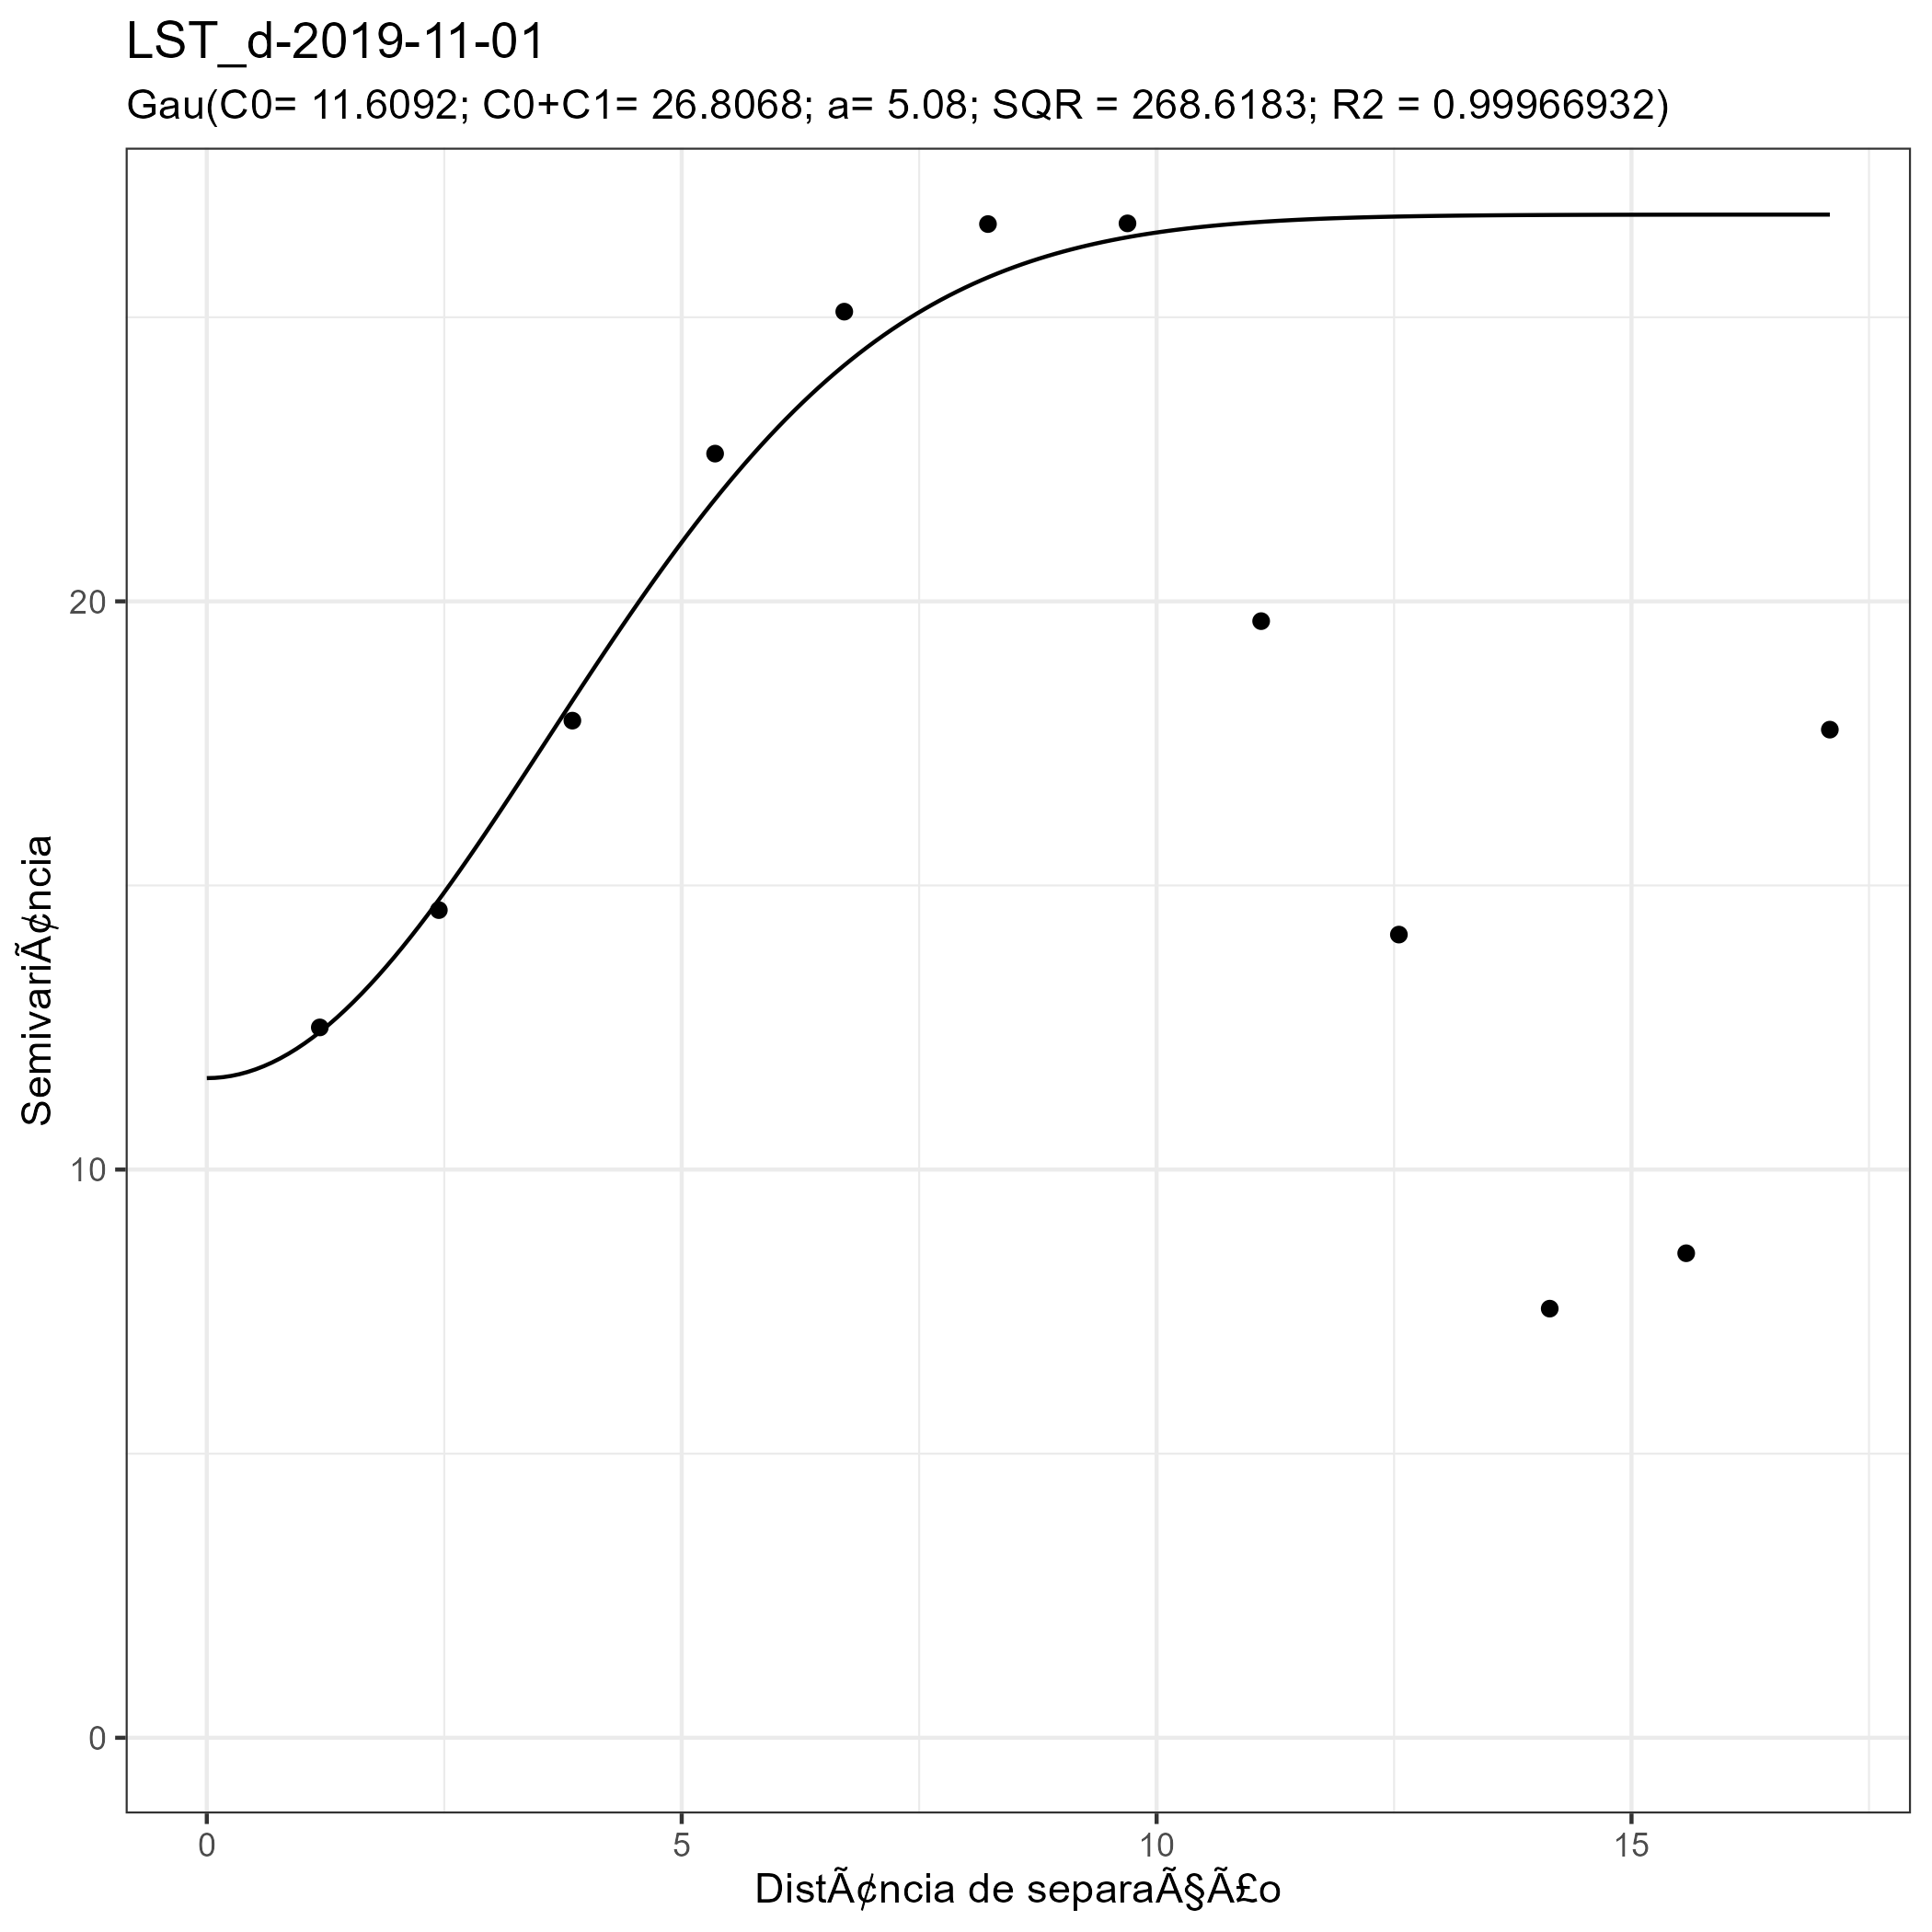 LST_d-2019-11-01
Gau(C0= 11.6092; C0+C1= 26.8068; a= 5.08; SQR = 268.6183; R2 = 0.99966932)
SemivariÃ¢ncia
20
10
0
0
5
10
15
DistÃ¢ncia de separaÃ§Ã£o